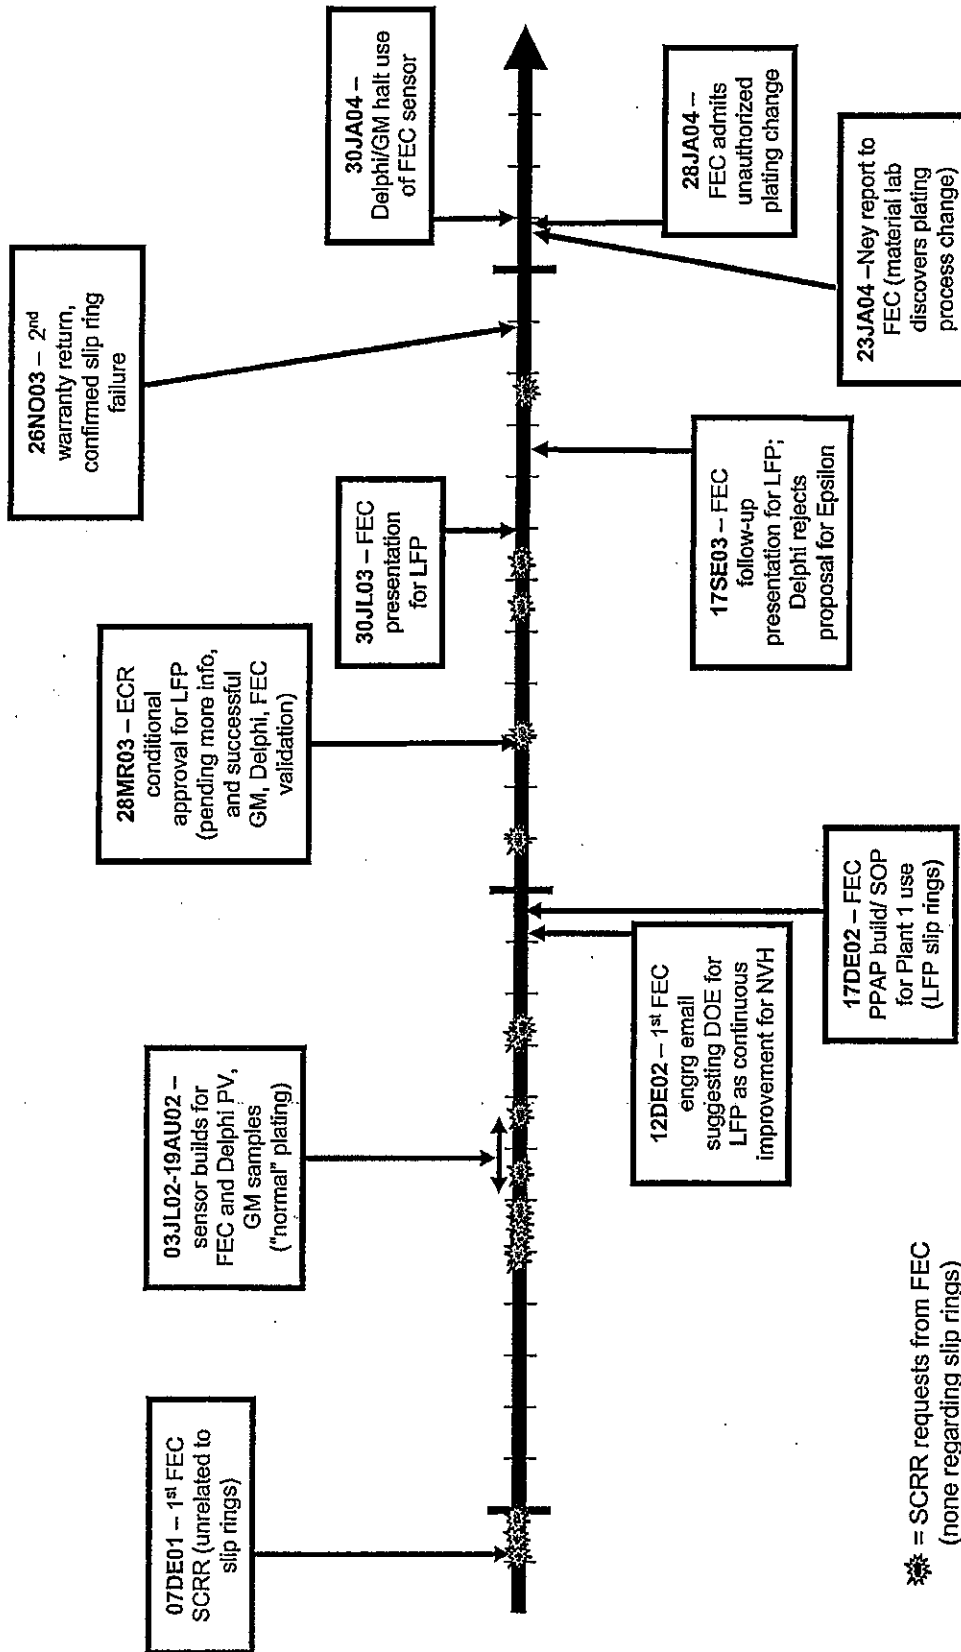 07DE01 – 1st FEC
SCRR (unrelated to
slip rings)
03JL02-19AU02 –
sensor builds for
FEC and Delphi PV,
GM samples
("normal" plating)
28MR03 – ECR
conditional
approval for LFP
(pending more info,
and successful
GM, Delphi, FEC
validation)
30JL03 – FEC
presentation
for LFP
26NO03 – 2nd
warranty return,
confirmed slip ring
failure
30JA04 –
Delphi/GM halt use
of FEC sensor
12DE02 – 1st FEC
engrg email
suggesting DOE for
LFP as continuous
improvement for NVH
17DE02 – FEC
PPAP build/ SOP
for Plant 1 use
(LFP slip rings)
17SE03 – FEC
follow-up
presentation for LFP;
Delphi rejects
proposal for Epsilon
28JA04 –
FEC admits
unauthorized
plating change
23JA04 –Ney report to
FEC (material lab
discovers plating
process change)
= SCRR requests from FEC
(none regarding slip rings)